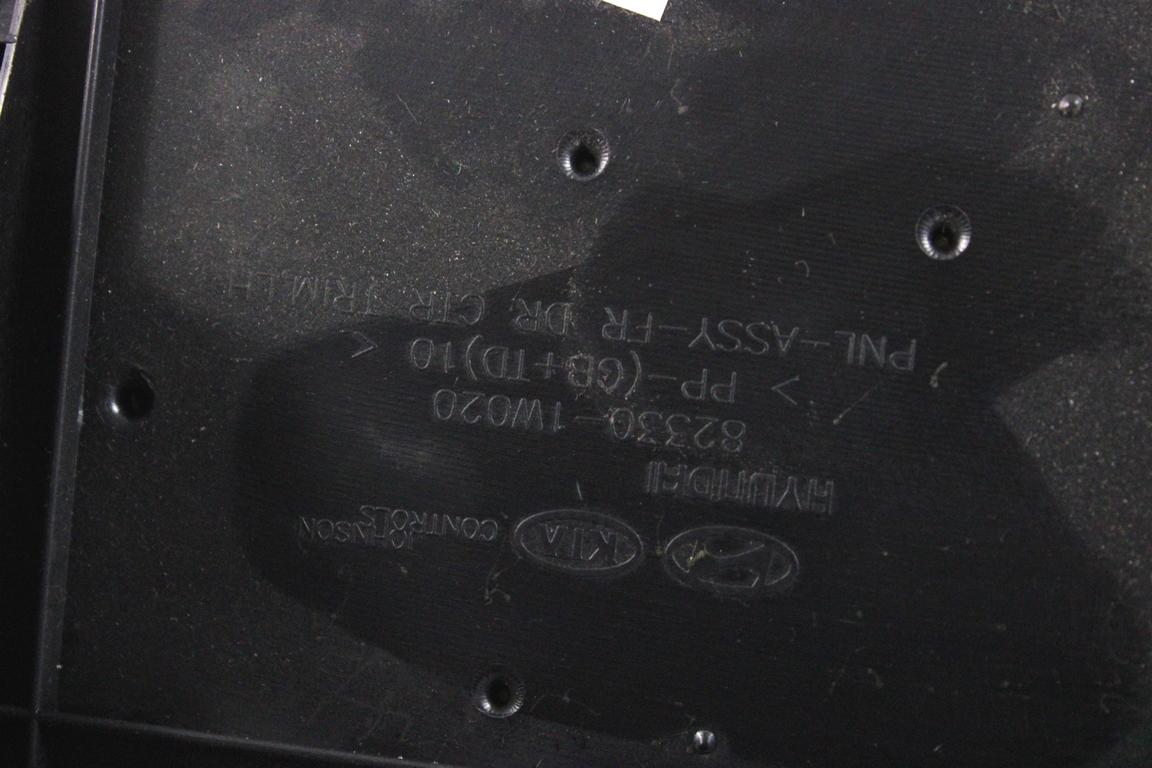 KIA
JOHNSON
CONTROLS
HYUNDAI
82330-1W020
> PP-(GB+TD)10 <
PNL-ASSY-FR DR CTR TRIM,LH